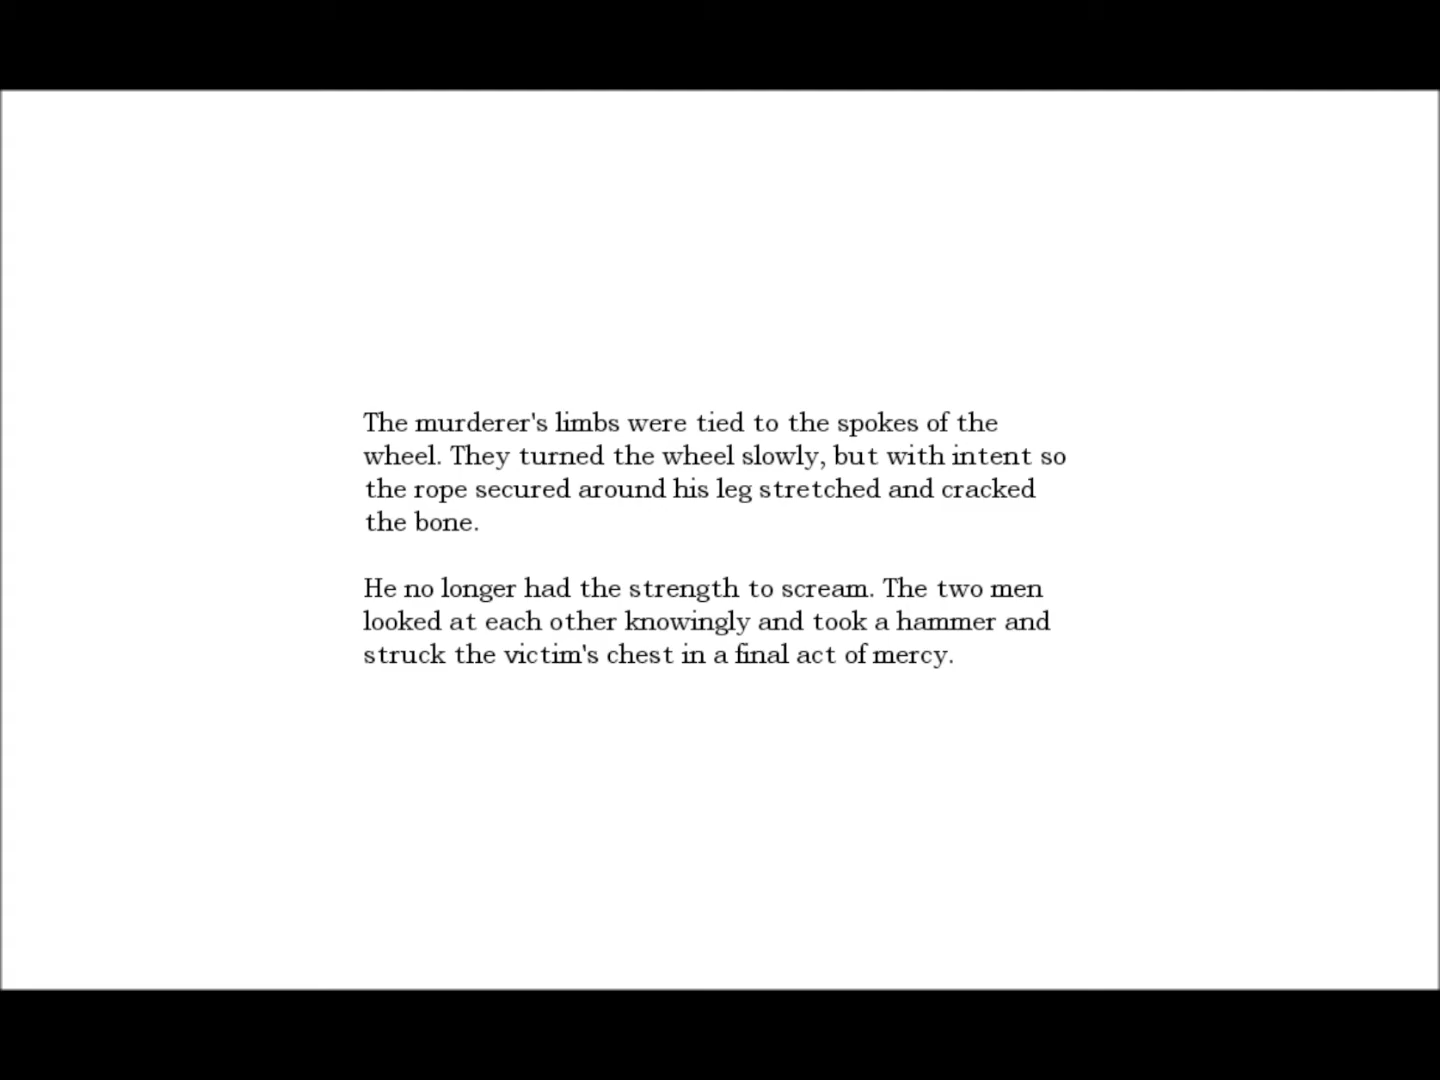 The murderer's limbs were tied to the spokes of the
wheel. They turned the wheel slowly, but with intent so
the rope secured around his leg stretched and cracked
the bone.
He no longer had the strength to scream. The two men
looked at each other knowingly and took a hammer and
struck the victim's chest in a final act of mercy.